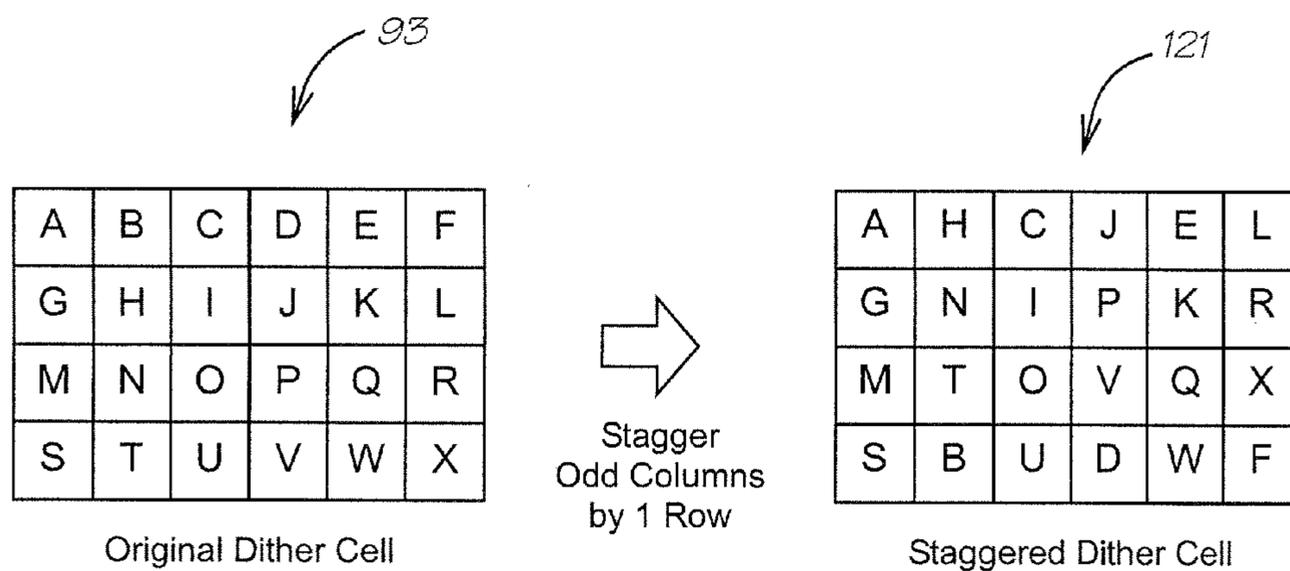 93
121
A B C D E F
G H I J K L
M N O P Q R
S T U V W X
Original Dither Cell
Stagger
Odd Columns
by 1 Row
A H C J E L
G N I P K R
M T O V Q X
S B U D W F
Staggered Dither Cell